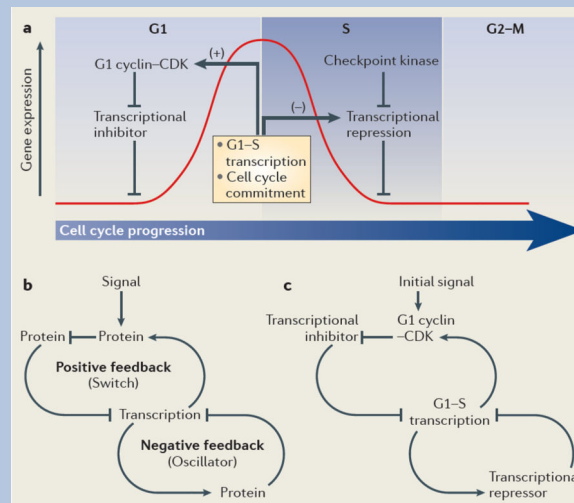 a
G1
S
G2–M
Gene expression
G1 cyclin–CDK
(+)
Checkpoint kinase
(–)
Transcriptional
inhibitor
Transcriptional
repression
• G1–S
transcription
• Cell cycle
commitment
Cell cycle progression
b
Signal
Protein
Protein
Positive feedback
(Switch)
Transcription
Negative feedback
(Oscillator)
Protein
c
Initial signal
Transcriptional
inhibitor
G1 cyclin
–CDK
G1–S
transcription
Transcriptional
repressor